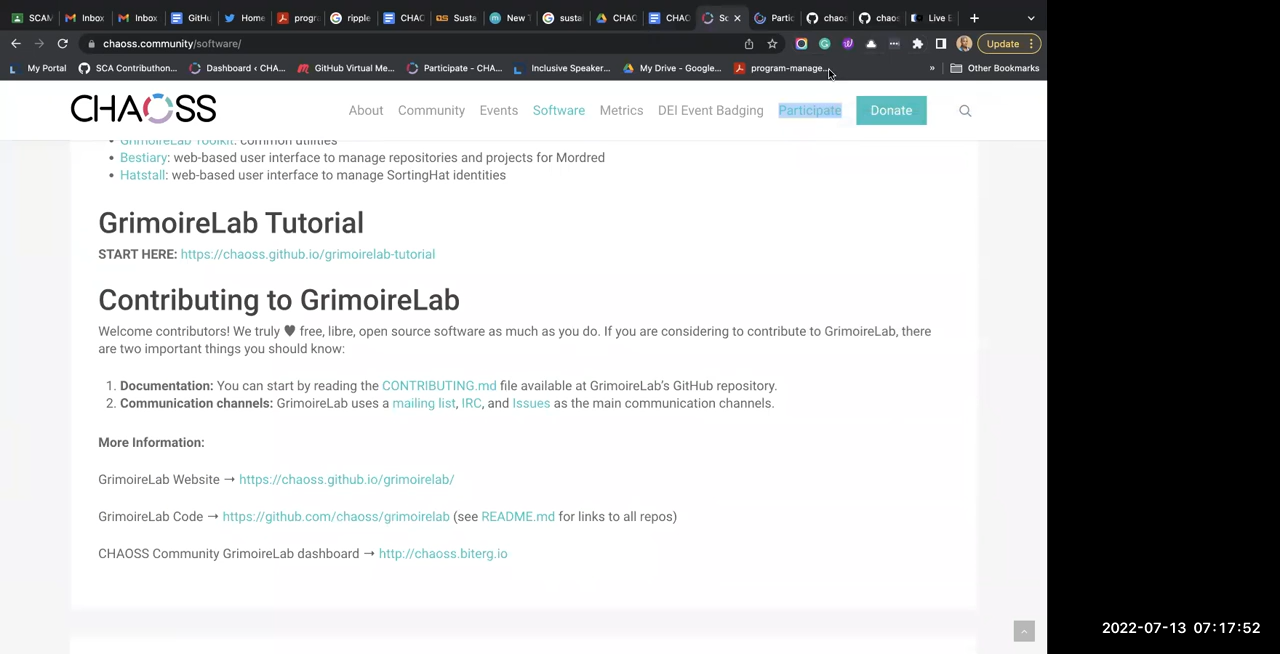 SCAM Inbox Inbox GitHu Home progr ripple CHAO Susta New T susta CHAO CHAO Sc Partic chaos chaos Live E
chaoss.community/software/ Update
My Portal SCA Contributhon... Dashboard < CHA... GitHub Virtual Me... Participate - CHA... Inclusive Speaker... My Drive - Google... program-manage... » Other Bookmarks
CHAOSS About Community Events Software Metrics DEI Event Badging Participate Donate
GrimoireLab Toolkit: common utilities
Bestiary: web-based user interface to manage repositories and projects for Mordred
Hatstall: web-based user interface to manage SortingHat identities
GrimoireLab Tutorial
START HERE: https://chaoss.github.io/grimoirelab-tutorial
Contributing to GrimoireLab
Welcome contributors! We truly ♥ free, libre, open source software as much as you do. If you are considering to contribute to GrimoireLab, there
are two important things you should know:
1. Documentation: You can start by reading the CONTRIBUTING.md file available at GrimoireLab's GitHub repository.
2. Communication channels: GrimoireLab uses a mailing list, IRC, and Issues as the main communication channels.
More Information:
GrimoireLab Website → https://chaoss.github.io/grimoirelab/
GrimoireLab Code → https://github.com/chaoss/grimoirelab (see README.md for links to all repos)
CHAOSS Community GrimoireLab dashboard → http://chaoss.biterg.io
2022-07-13 07:17:52